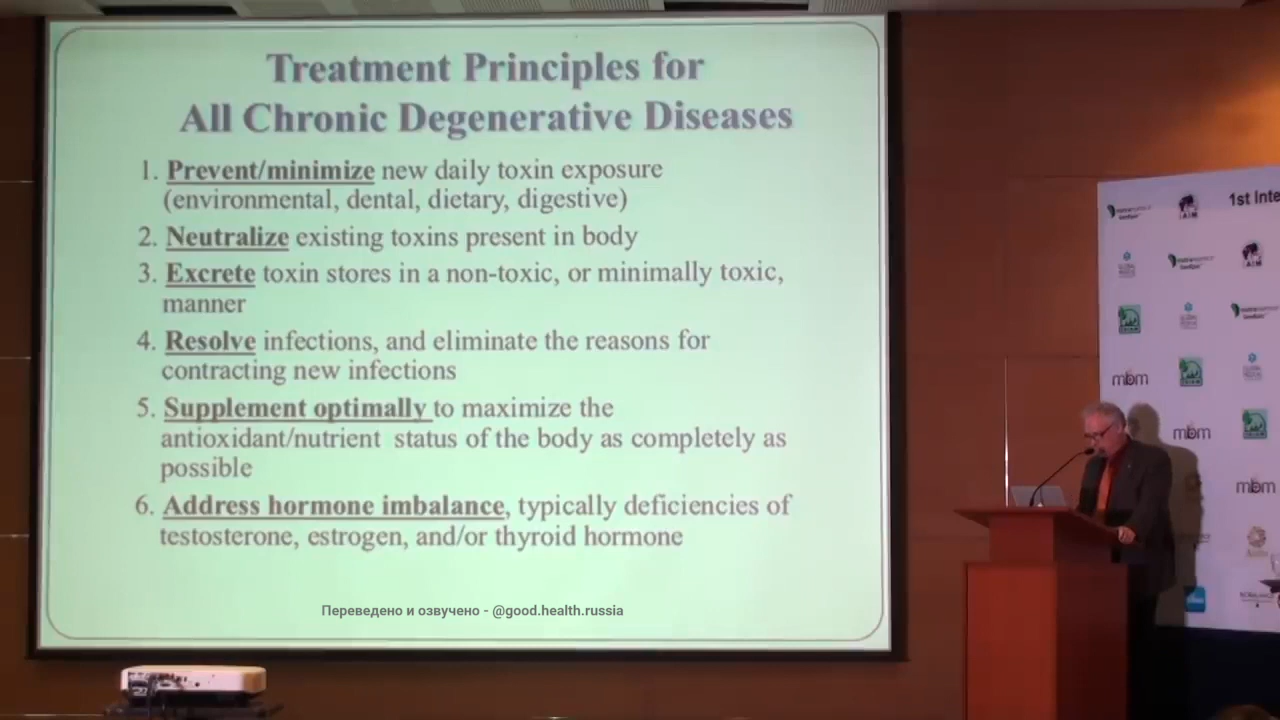 Treatment Principles for
All Chronic Degenerative Diseases
1. Prevent/minimize new daily toxin exposure
(environmental, dental, dietary, digestive)
2. Neutralize existing toxins present in body
3. Excrete toxin stores in a non-toxic, or minimally toxic,
manner
4. Resolve infections, and eliminate the reasons for
contracting new infections
5. Supplement optimally to maximize the
antioxidant/nutrient status of the body as completely as
possible
6. Address hormone imbalance, typically deficiencies of
testosterone, estrogen, and/or thyroid hormone
Переведено и озвучено - @good.health.russia
1st Inte
mbm
mbm
mbm